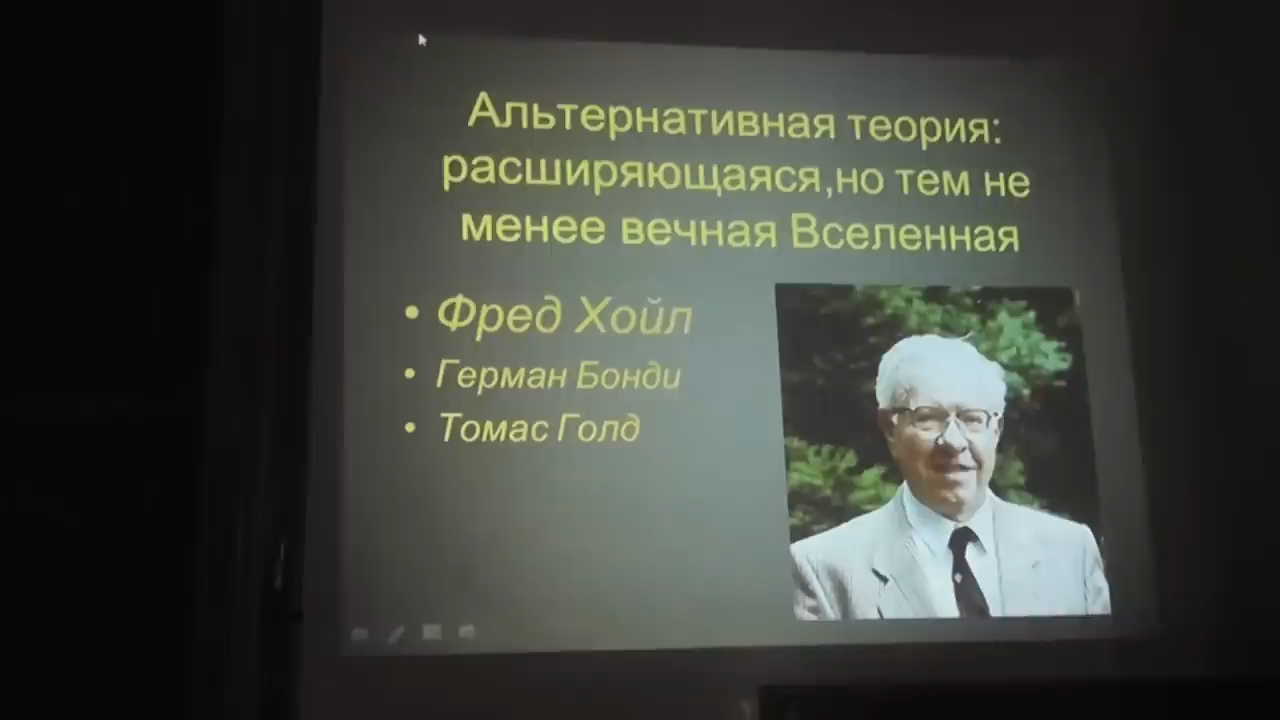 Альтернативная теория:
расширяющаяся,но тем не
менее вечная Вселенная
• Фред Хойл
• Герман Бонди
• Томас Голд